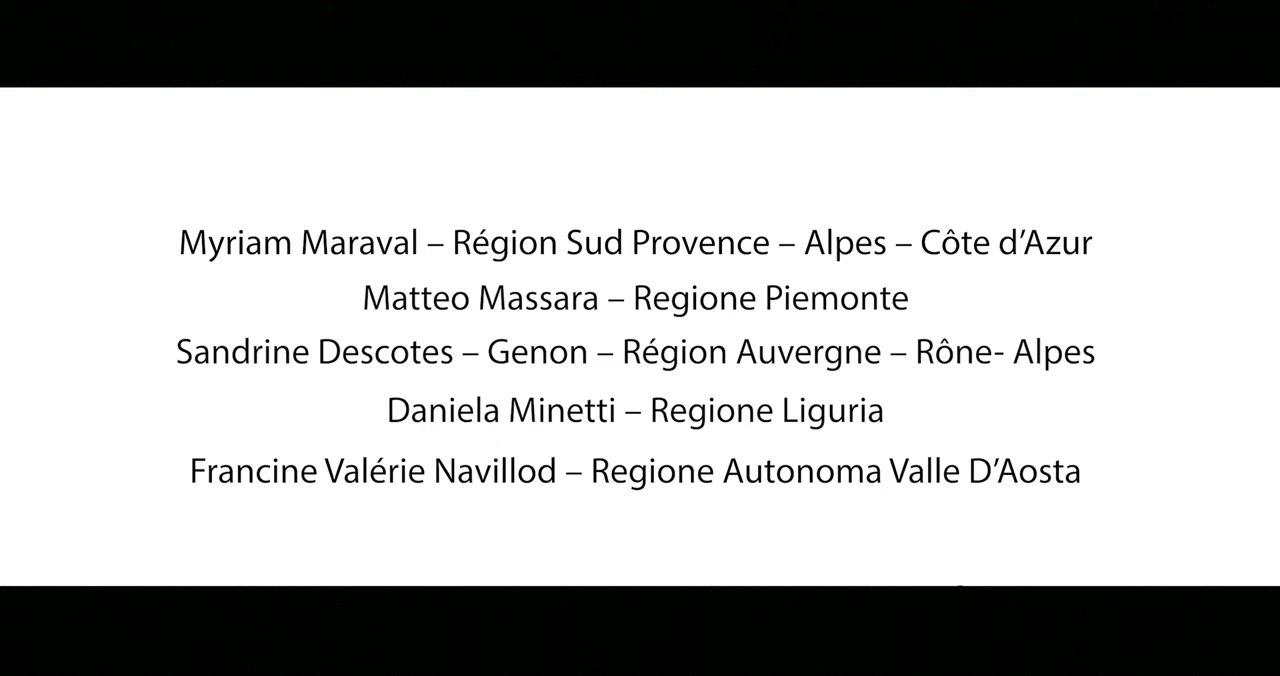 Myriam Maraval – Région Sud Provence – Alpes – Côte d’Azur
Matteo Massara – Regione Piemonte
Sandrine Descotes – Genon – Région Auvergne – Rône- Alpes
Daniela Minetti – Regione Liguria
Francine Valérie Navillod – Regione Autonoma Valle D’Aosta